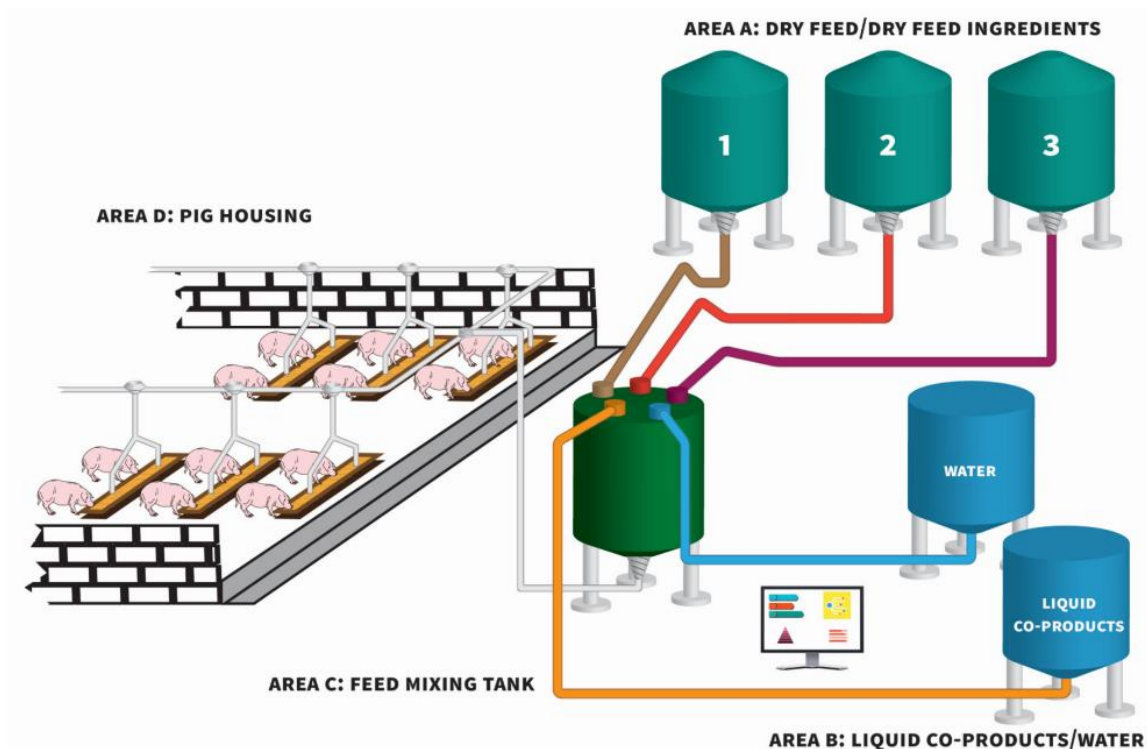 AREA A: DRY FEED/DRY FEED INGREDIENTS
1
2
3
AREA D: PIG HOUSING
WATER
LIQUID
CO-PRODUCTS
AREA C: FEED MIXING TANK
AREA B: LIQUID CO-PRODUCTS/WATER